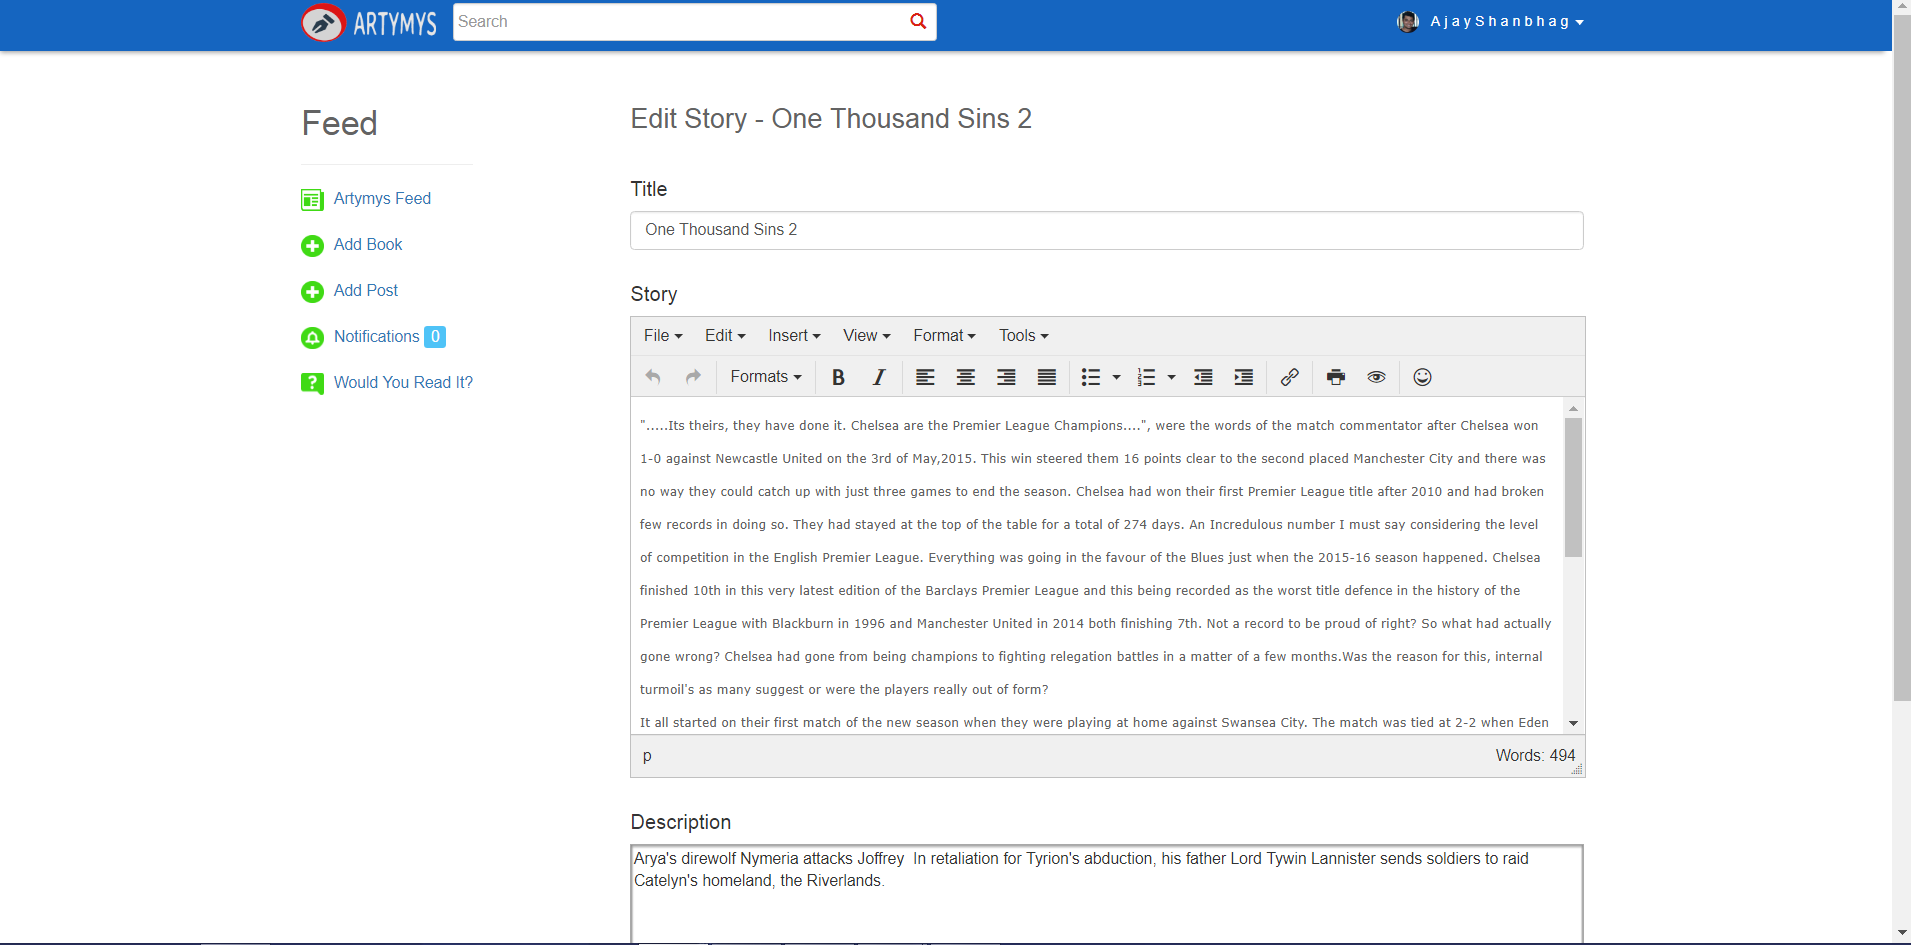 ARTYMYS
Search
AjayShanbhag
Feed
Artymys Feed
Add Book
Add Post
Notifications 0
Would You Read It?
Edit Story - One Thousand Sins 2
Title
One Thousand Sins 2
Story
File Edit Insert View Format Tools
Formats B I
".....Its theirs, they have done it. Chelsea are the Premier League Champions....", were the words of the match commentator after Chelsea won
1-0 against Newcastle United on the 3rd of May,2015. This win steered them 16 points clear to the second placed Manchester City and there was
no way they could catch up with just three games to end the season. Chelsea had won their first Premier League title after 2010 and had broken
few records in doing so. They had stayed at the top of the table for a total of 274 days. An Incredulous number I must say considering the level
of competition in the English Premier League. Everything was going in the favour of the Blues just when the 2015-16 season happened. Chelsea
finished 10th in this very latest edition of the Barclays Premier League and this being recorded as the worst title defence in the history of the
Premier League with Blackburn in 1996 and Manchester United in 2014 both finishing 7th. Not a record to be proud of right? So what had actually
gone wrong? Chelsea had gone from being champions to fighting relegation battles in a matter of a few months.Was the reason for this, internal
turmoil's as many suggest or were the players really out of form?
It all started on their first match of the new season when they were playing at home against Swansea City. The match was tied at 2-2 when Eden
p
Words: 494
Description
Arya's direwolf Nymeria attacks Joffrey  In retaliation for Tyrion's abduction, his father Lord Tywin Lannister sends soldiers to raid
Catelyn's homeland, the Riverlands.